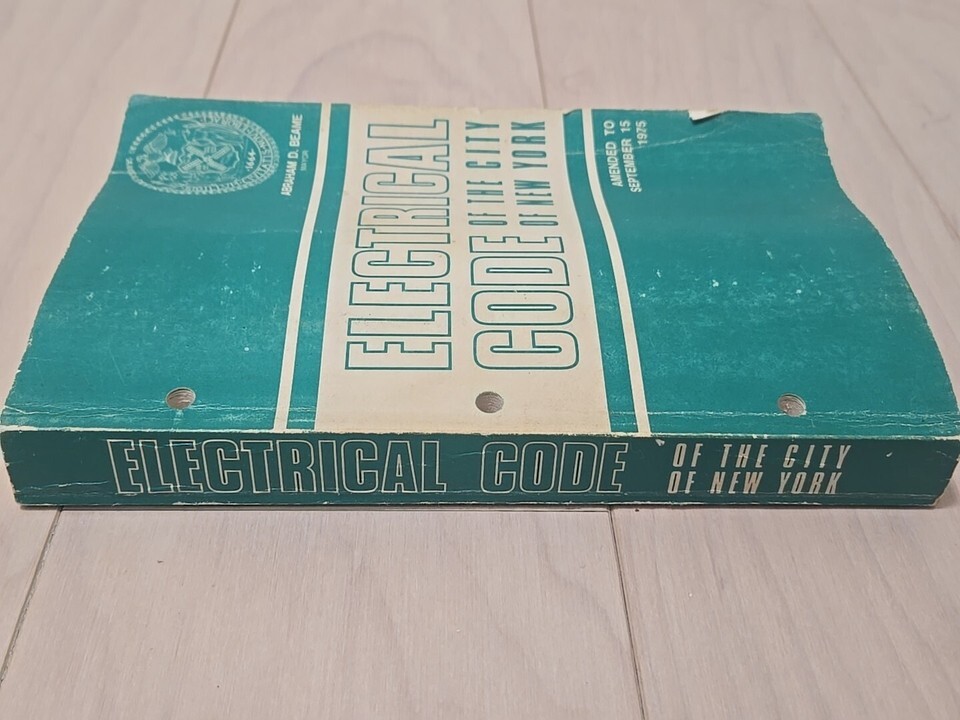 ABRAHAM D. BEAME
MAYOR
ELECTRICAL
CODE OF THE CITY
OF NEW YORK
AMENDED TO
SEPTEMBER 15
1975
ELECTRICAL CODE OF THE CITY
OF NEW YORK